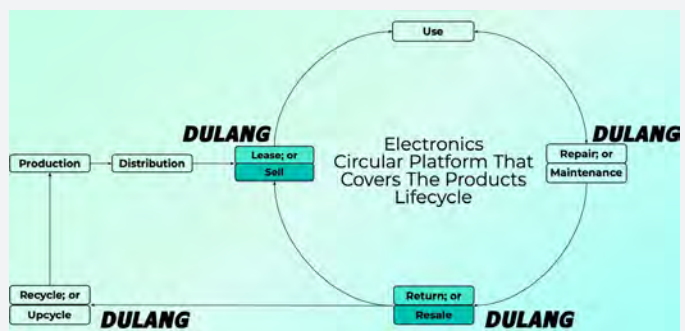 Use
DULANG
DULANG
Electronics
Circular Platform That
Covers The Products
Lifecycle
Lease; or
Sell
Repair; or
Maintenance
Production
Distribution
Return; or
Resale
DULANG
Recycle; or
Upcycle
DULANG